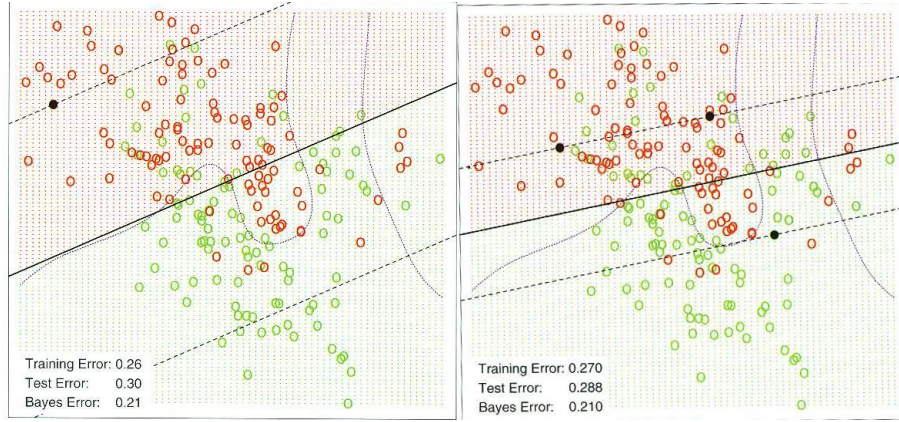 Training Error: 0.26
Test Error: 0.30
Bayes Error: 0.21
Training Error: 0.270
Test Error: 0.288
Bayes Error: 0.210